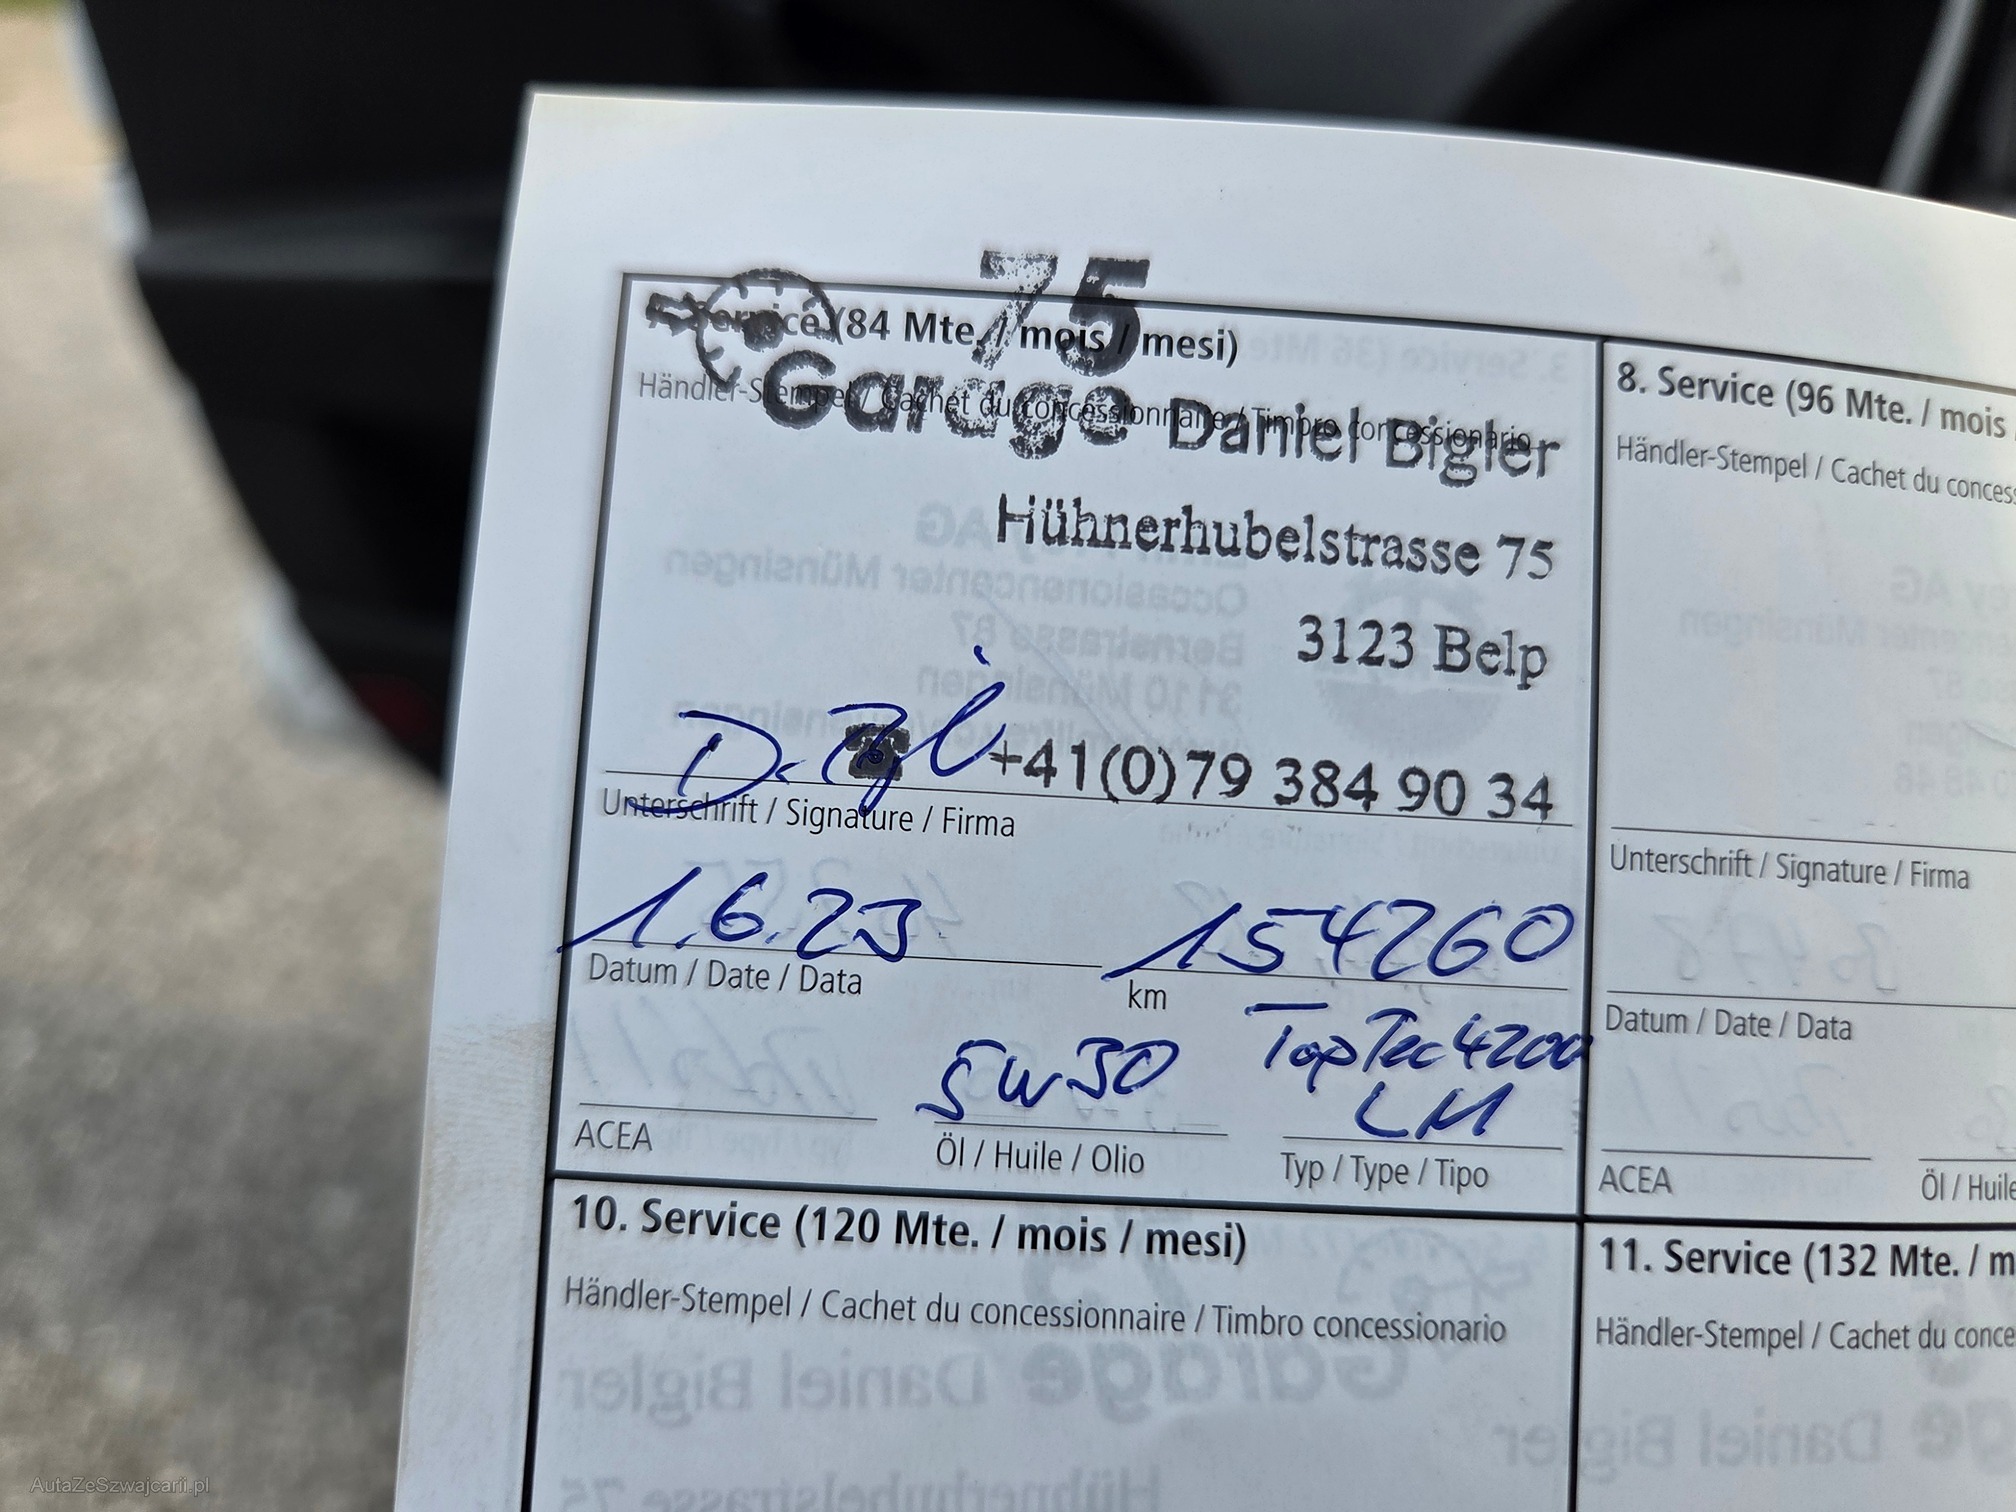 75
Service (84 Mte. / mois / mesi)
Händler-Stempel / Cachet du concessionnaire / Timbro concessionario
Garage Daniel Bigler
Hühnerhubelstrasse 75
3123 Belp
+41(0)79 384 90 34
Unterschrift / Signature / Firma
1.6.23 154260
Datum / Date / Data km
5W30 TopTec 4200
LM
ACEA Öl / Huile / Olio Typ / Type / Tipo
8. Service (96 Mte. / mois
Händler-Stempel / Cachet du conces
Unterschrift / Signature / Firma
Datum / Date / Data
ACEA Öl / Huile
10. Service (120 Mte. / mois / mesi)
Händler-Stempel / Cachet du concessionnaire / Timbro concessionario
11. Service (132 Mte. / m
Händler-Stempel / Cachet du conce
AutaZeSzwajcarii.pl